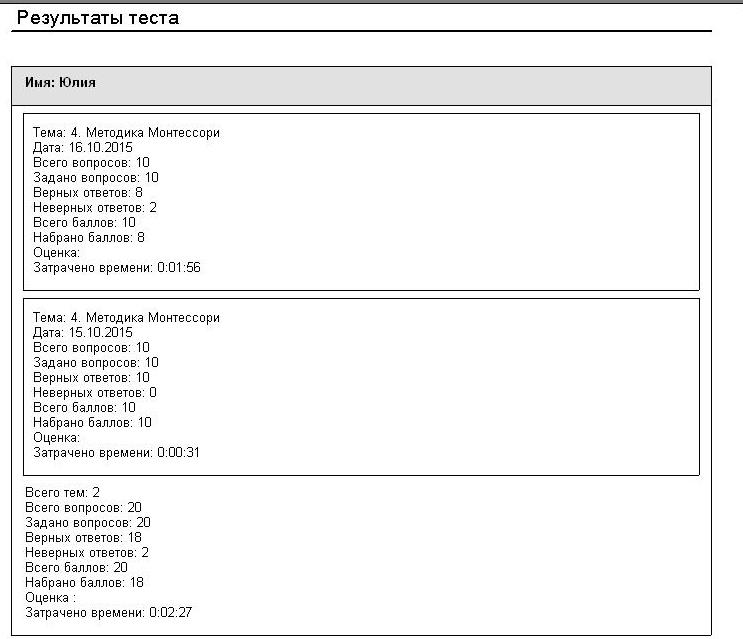 Результаты теста
Имя: Юлия
Тема: 4. Методика Монтессори
Дата: 16.10.2015
Всего вопросов: 10
Задано вопросов: 10
Верных ответов: 8
Неверных ответов: 2
Всего баллов: 10
Набрано баллов: 8
Оценка:
Затрачено времени: 0:01:56
Тема: 4. Методика Монтессори
Дата: 15.10.2015
Всего вопросов: 10
Задано вопросов: 10
Верных ответов: 10
Неверных ответов: 0
Всего баллов: 10
Набрано баллов: 10
Оценка:
Затрачено времени: 0:00:31
Всего тем: 2
Всего вопросов: 20
Задано вопросов: 20
Верных ответов: 18
Неверных ответов: 2
Всего баллов: 20
Набрано баллов: 18
Оценка :
Затрачено времени: 0:02:27